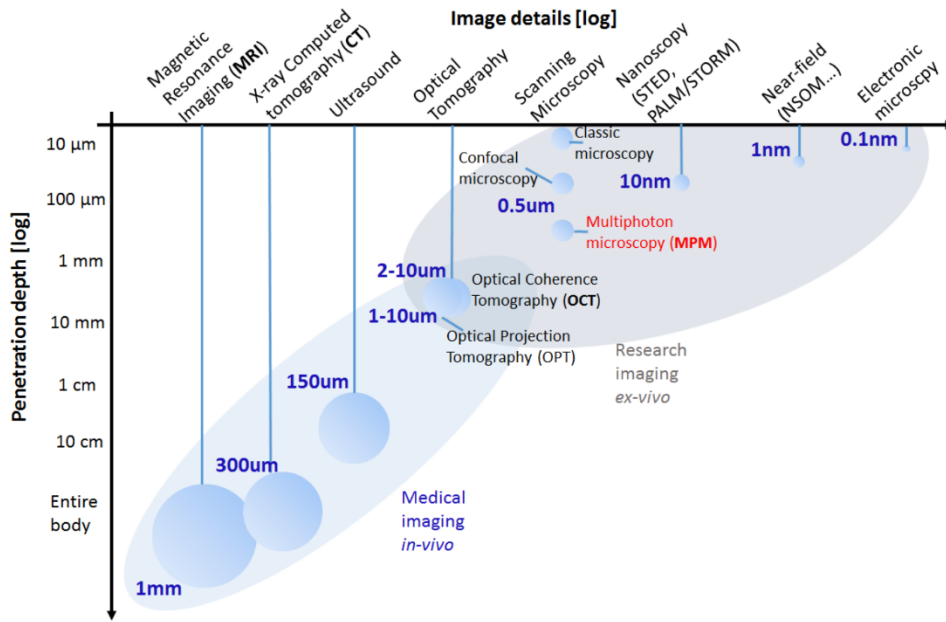 Image details [log]
Magnetic
Resonance
Imaging (MRI)
X-ray Computed
tomography (CT)
Ultrasound
Optical
Tomography
Scanning
Microscopy
Nanoscopy
(STED,
PALM/STORM)
Near-field
(NSOM...)
Electronic
microscpy
Penetration depth [log]
10 µm
100 µm
1 mm
10 mm
1 cm
10 cm
Entire
body
Classic
microscopy
Confocal
microscopy
0.5um
Multiphoton
microscopy (MPM)
10nm
1nm
0.1nm
2-10um
Optical Coherence
Tomography (OCT)
1-10um
Optical Projection
Tomography (OPT)
150um
300um
1mm
Research
imaging
ex-vivo
Medical
imaging
in-vivo